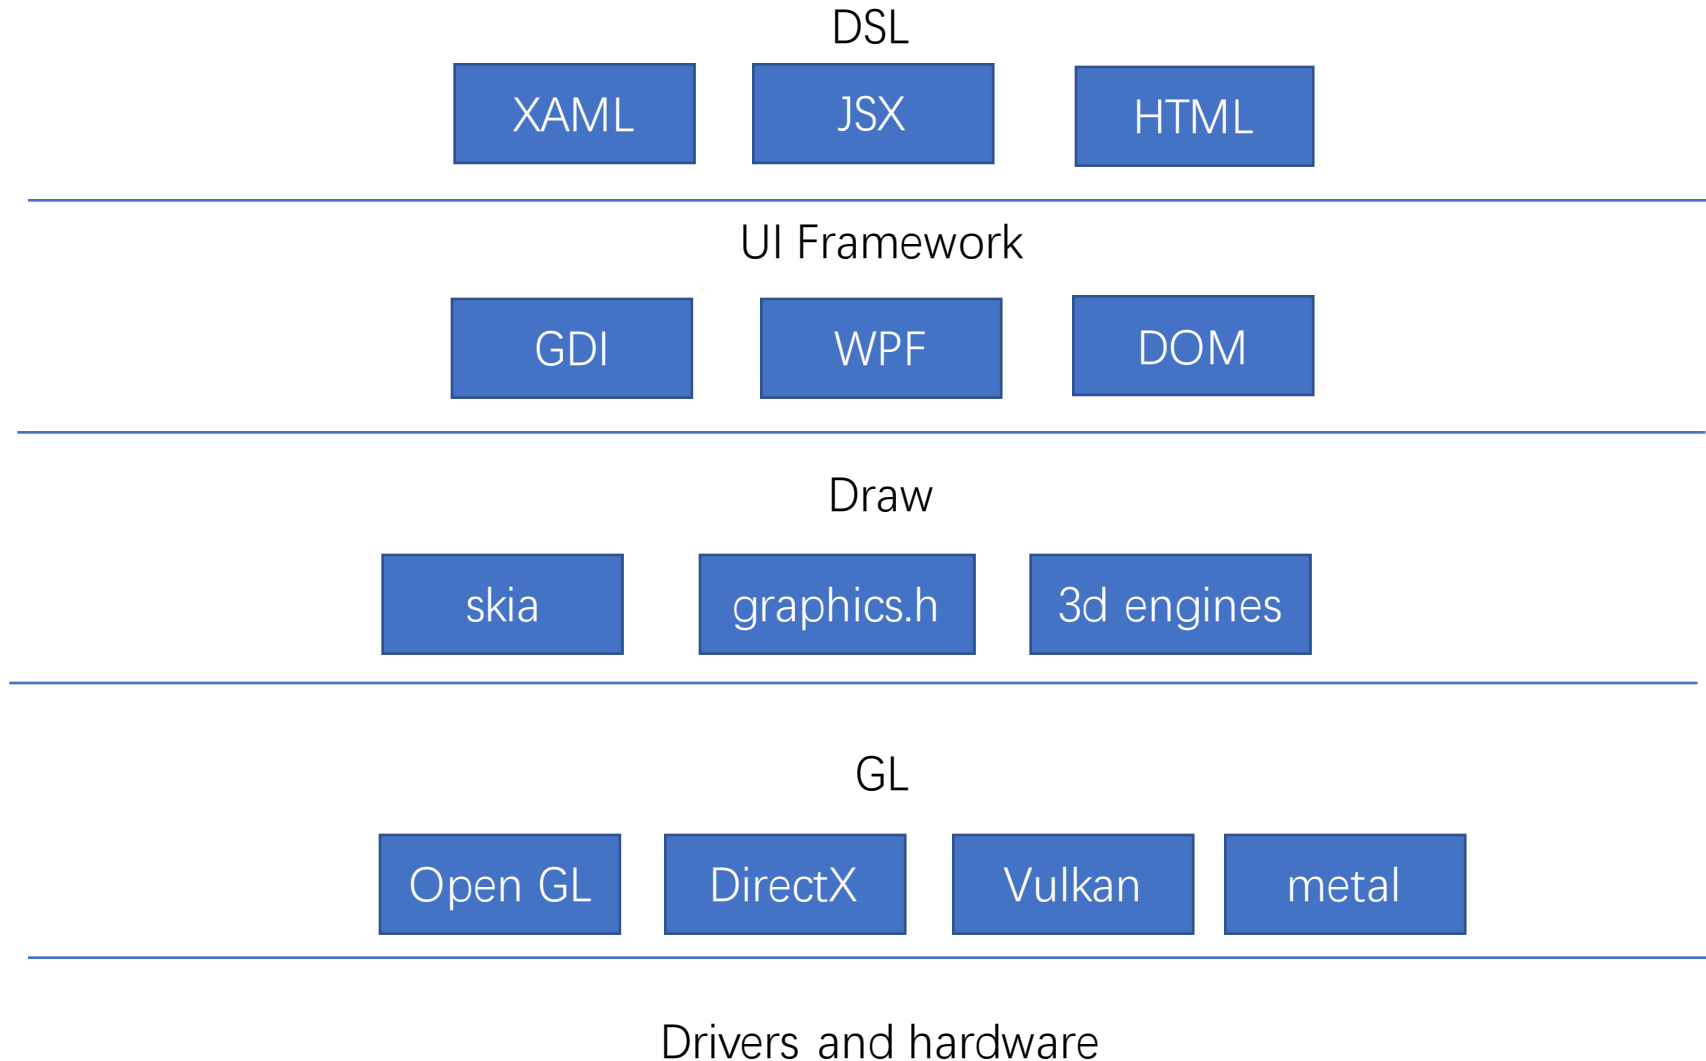 DSL
XAML JSX HTML
UI Framework
GDI WPF DOM
Draw
skia graphics.h 3d engines
GL
Open GL DirectX Vulkan metal
Drivers and hardware